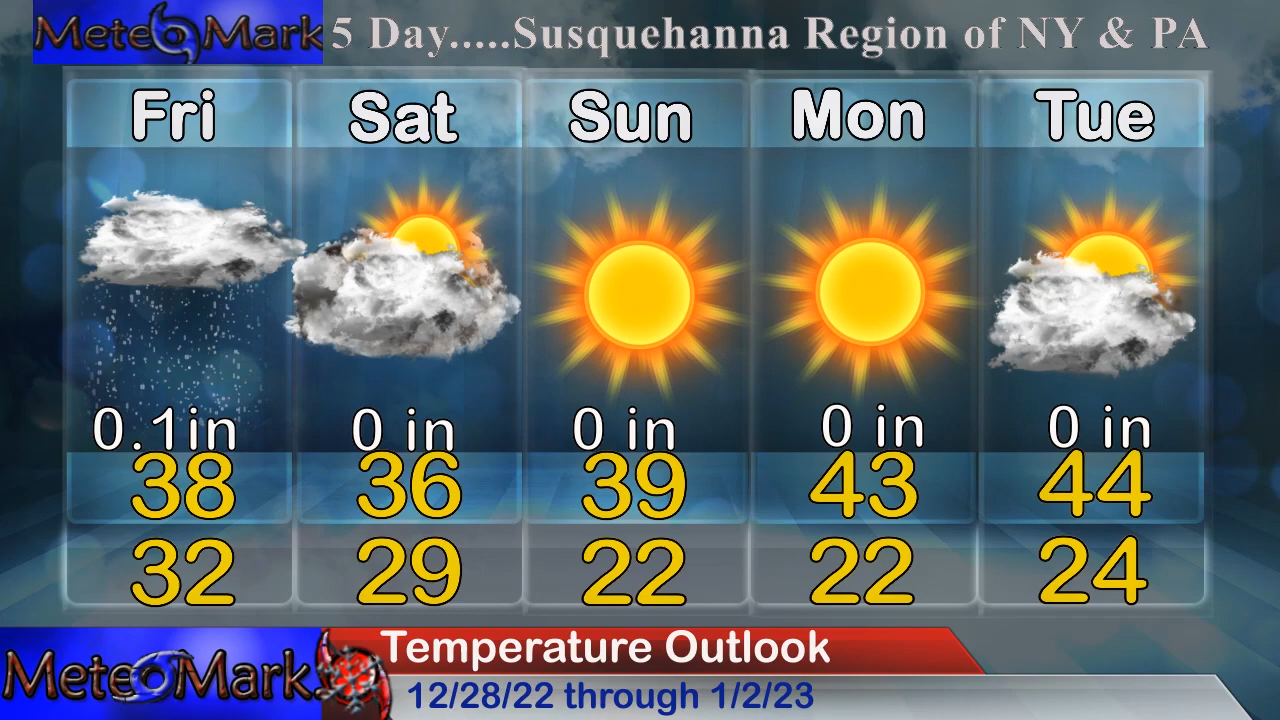 MeteoMark 5 Day.....Susquehanna Region of NY & PA
Fri Sat Sun Mon Tue
0.1in 0 in 0 in 0 in 0 in
38 36 39 43 44
32 29 22 22 24
Temperature Outlook
MeteoMark.
12/28/22 through 1/2/23